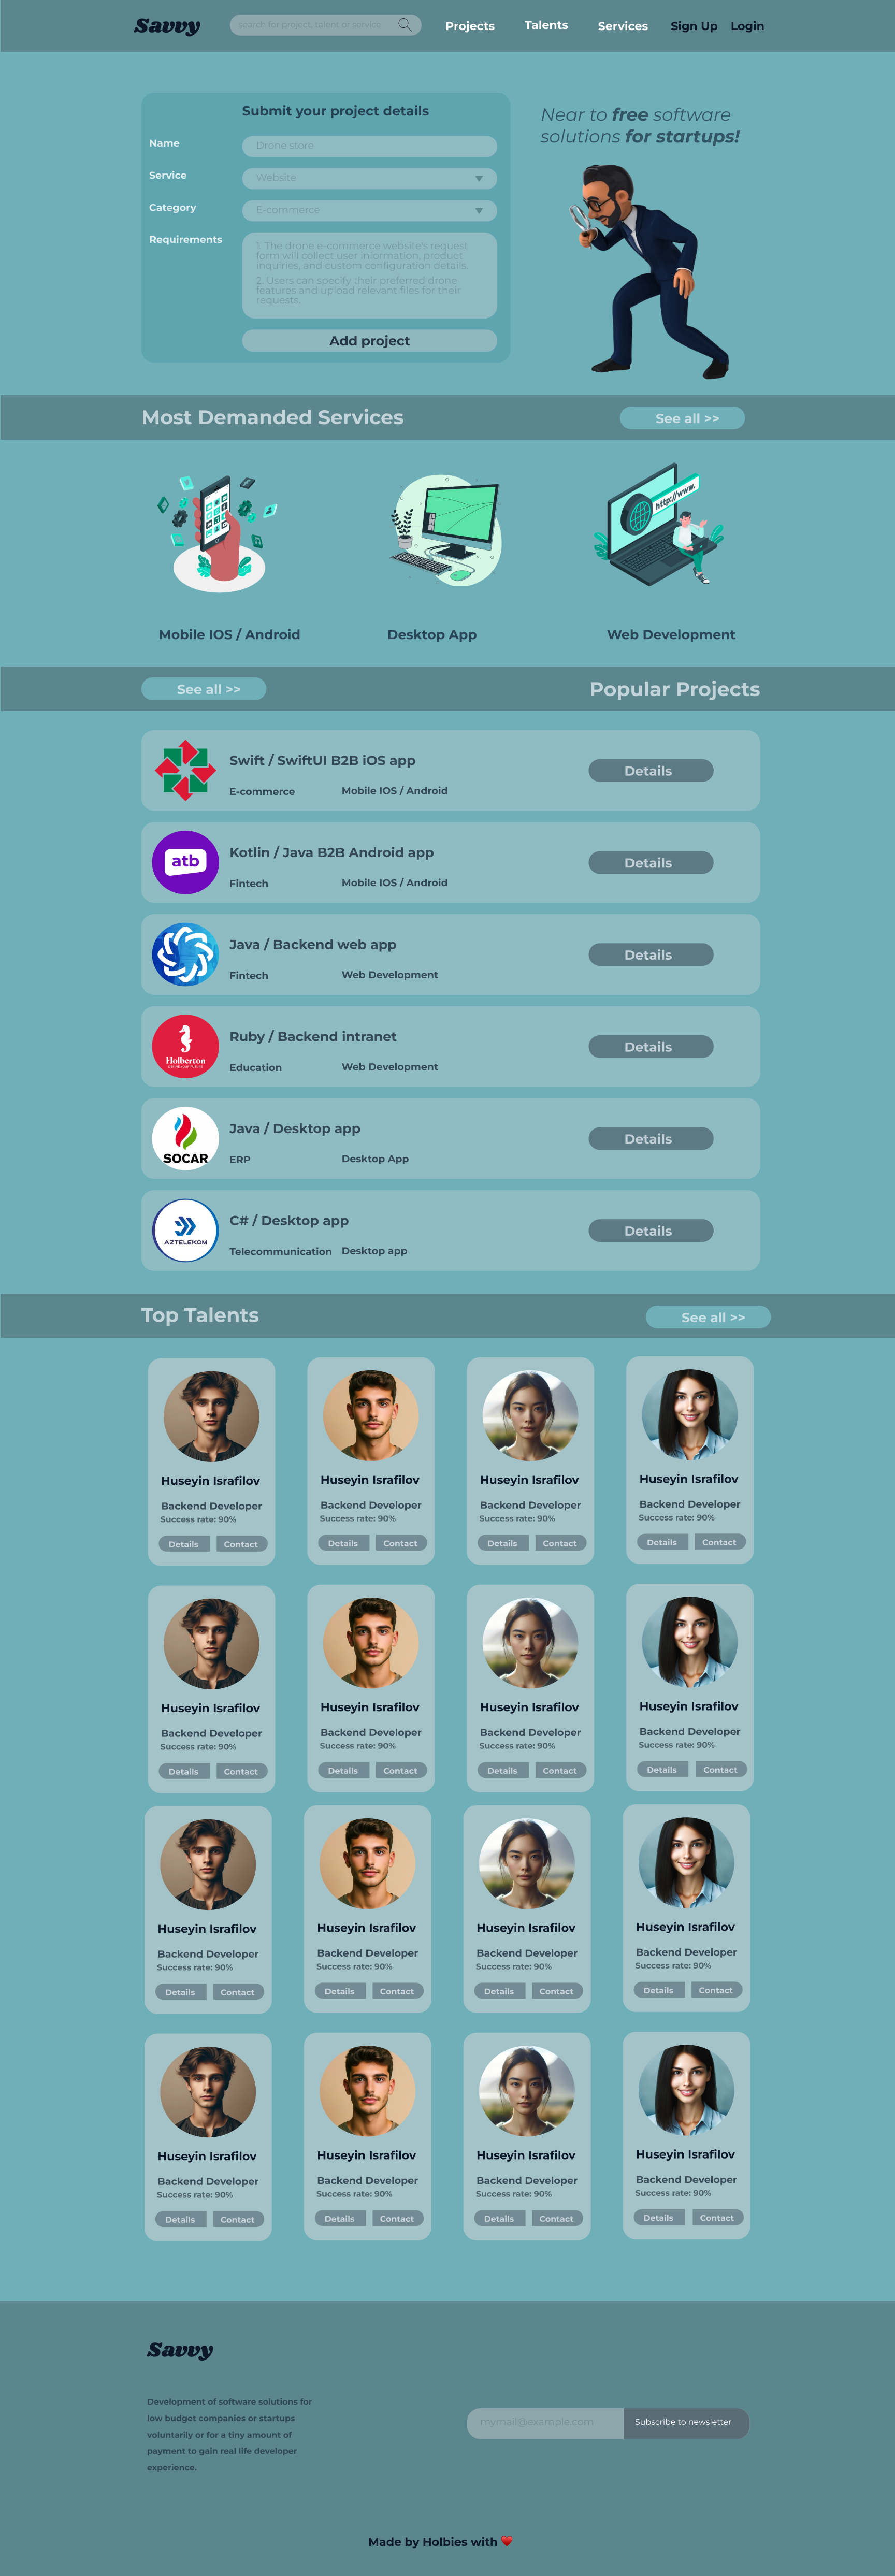 Savvy
search for project, talent or service
Projects
Talents
Services
Sign Up
Login
Submit your project details
Name
Drone store
Service
Website
Category
E-commerce
Requirements
1. The drone e-commerce website's request
form will collect user information, product
inquiries, and custom configuration details.
2. Users can specify their preferred drone
features and upload relevant files for their
requests.
Add project
Near to free software
solutions for startups!
Most Demanded Services
See all >>
http://www.
Mobile IOS / Android
Desktop App
Web Development
See all >>
Popular Projects
Swift / SwiftUI B2B iOS app
E-commerce
Mobile IOS / Android
Details
atb
Kotlin / Java B2B Android app
Fintech
Mobile IOS / Android
Details
Java / Backend web app
Fintech
Web Development
Details
Holberton
Ruby / Backend intranet
Education
Web Development
Details
SOCAR
Java / Desktop app
ERP
Desktop App
Details
AZTELEKOM
C# / Desktop app
Telecommunication
Desktop app
Details
Top Talents
See all >>
Huseyin Israfilov
Huseyin Israfilov
Huseyin Israfilov
Huseyin Israfilov
Backend Developer
Backend Developer
Backend Developer
Backend Developer
Success rate: 90%
Success rate: 90%
Success rate: 90%
Success rate: 90%
Details
Contact
Details
Contact
Details
Contact
Details
Contact
Huseyin Israfilov
Huseyin Israfilov
Huseyin Israfilov
Huseyin Israfilov
Backend Developer
Backend Developer
Backend Developer
Backend Developer
Success rate: 90%
Success rate: 90%
Success rate: 90%
Success rate: 90%
Details
Contact
Details
Contact
Details
Contact
Details
Contact
Huseyin Israfilov
Huseyin Israfilov
Huseyin Israfilov
Huseyin Israfilov
Backend Developer
Backend Developer
Backend Developer
Backend Developer
Success rate: 90%
Success rate: 90%
Success rate: 90%
Success rate: 90%
Details
Contact
Details
Contact
Details
Contact
Details
Contact
Huseyin Israfilov
Huseyin Israfilov
Huseyin Israfilov
Huseyin Israfilov
Backend Developer
Backend Developer
Backend Developer
Backend Developer
Success rate: 90%
Success rate: 90%
Success rate: 90%
Success rate: 90%
Details
Contact
Details
Contact
Details
Contact
Details
Contact
Savvy
Development of software solutions for
low budget companies or startups
voluntarily or for a tiny amount of
payment to gain real life developer
experience.
mymail@example.com
Subscribe to newsletter
Made by Holbies with ❤️